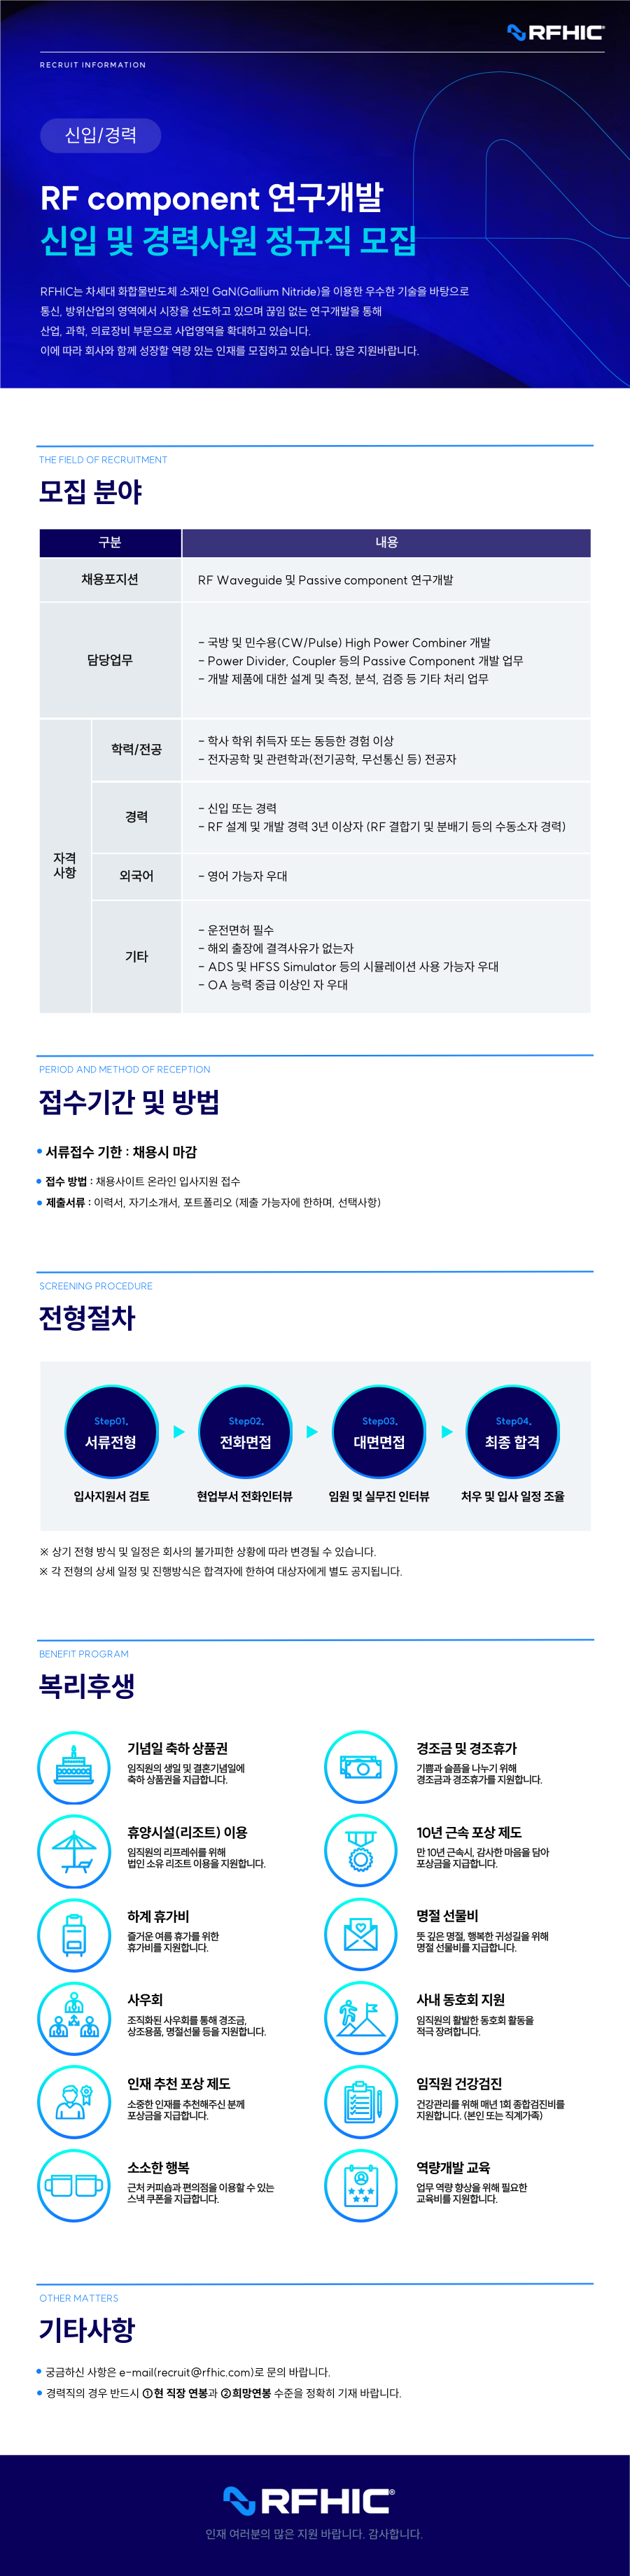 RFHIC®
RECRUIT INFORMATION
신입/경력
RF component 연구개발
신입 및 경력사원 정규직 모집
RFHIC는 차세대 화합물반도체 소재인 GaN(Gallium Nitride)을 이용한 우수한 기술을 바탕으로
통신, 방위산업의 영역에서 시장을 선도하고 있으며 끊임 없는 연구개발을 통해
산업, 과학, 의료장비 부문으로 사업영역을 확대하고 있습니다.
이에 따라 회사와 함께 성장할 역량 있는 인재를 모집하고 있습니다. 많은 지원바랍니다.
THE FIELD OF RECRUITMENT
모집 분야
구분
내용
채용포지션
RF Waveguide 및 Passive component 연구개발
담당업무
- 국방 및 민수용(CW/Pulse) High Power Combiner 개발
- Power Divider, Coupler 등의 Passive Component 개발 업무
- 개발 제품에 대한 설계 및 측정, 분석, 검증 등 기타 처리 업무
자격
사항
학력/전공
- 학사 학위 취득자 또는 동등한 경험 이상
- 전자공학 및 관련학과(전기공학, 무선통신 등) 전공자
경력
- 신입 또는 경력
- RF 설계 및 개발 경력 3년 이상자 (RF 결합기 및 분배기 등의 수동소자 경력)
외국어
- 영어 가능자 우대
기타
- 운전면허 필수
- 해외 출장에 결격사유가 없는자
- ADS 및 HFSS Simulator 등의 시뮬레이션 사용 가능자 우대
- OA 능력 중급 이상인 자 우대
PERIOD AND METHOD OF RECEPTION
접수기간 및 방법
• 서류접수 기한 : 채용시 마감
• 접수 방법 : 채용사이트 온라인 입사지원 접수
• 제출서류 : 이력서, 자기소개서, 포트폴리오 (제출 가능자에 한하며, 선택사항)
SCREENING PROCEDURE
전형절차
Step01.
서류전형
입사지원서 검토
Step02.
전화면접
현업부서 전화인터뷰
Step03.
대면면접
임원 및 실무진 인터뷰
Step04.
최종 합격
처우 및 입사 일정 조율
※ 상기 전형 방식 및 일정은 회사의 불가피한 상황에 따라 변경될 수 있습니다.
※ 각 전형의 상세 일정 및 진행방식은 합격자에 한하여 대상자에게 별도 공지됩니다.
BENEFIT PROGRAM
복리후생
기념일 축하 상품권
임직원의 생일 및 결혼기념일에
축하 상품권을 지급합니다.
경조금 및 경조휴가
기쁨과 슬픔을 나누기 위해
경조금과 경조휴가를 지원합니다.
휴양시설(리조트) 이용
임직원의 리프레쉬를 위해
법인 소유 리조트 이용을 지원합니다.
10년 근속 포상 제도
만 10년 근속시, 감사한 마음을 담아
포상금을 지급합니다.
하계 휴가비
즐거운 여름 휴가를 위한
휴가비를 지원합니다.
명절 선물비
뜻 깊은 명절, 행복한 귀성길을 위해
명절 선물비를 지급합니다.
사우회
조직화된 사우회를 통해 경조금,
상조용품, 명절선물 등을 지원합니다.
사내 동호회 지원
임직원의 활발한 동호회 활동을
적극 장려합니다.
인재 추천 포상 제도
소중한 인재를 추천해주신 분께
포상금을 지급합니다.
임직원 건강검진
건강관리를 위해 매년 1회 종합검진비를
지원합니다. (본인 또는 직계가족)
소소한 행복
근처 커피숍과 편의점을 이용할 수 있는
스낵 쿠폰을 지급합니다.
역량개발 교육
업무 역량 향상을 위해 필요한
교육비를 지원합니다.
OTHER MATTERS
기타사항
• 궁금하신 사항은 e-mail(recruit@rfhic.com)로 문의 바랍니다.
• 경력직의 경우 반드시 ①현 직장 연봉과 ②희망연봉 수준을 정확히 기재 바랍니다.
RFHIC®
인재 여러분의 많은 지원 바랍니다. 감사합니다.